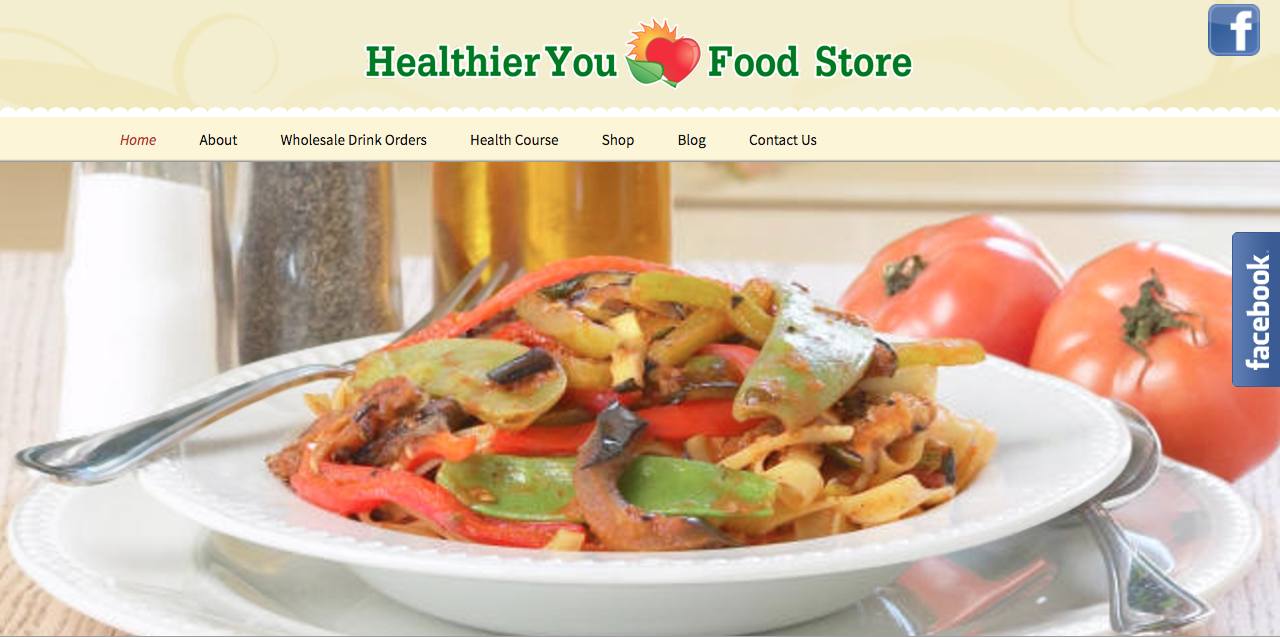 Healthier You Food Store
f
Home About Wholesale Drink Orders Health Course Shop Blog Contact Us
facebook